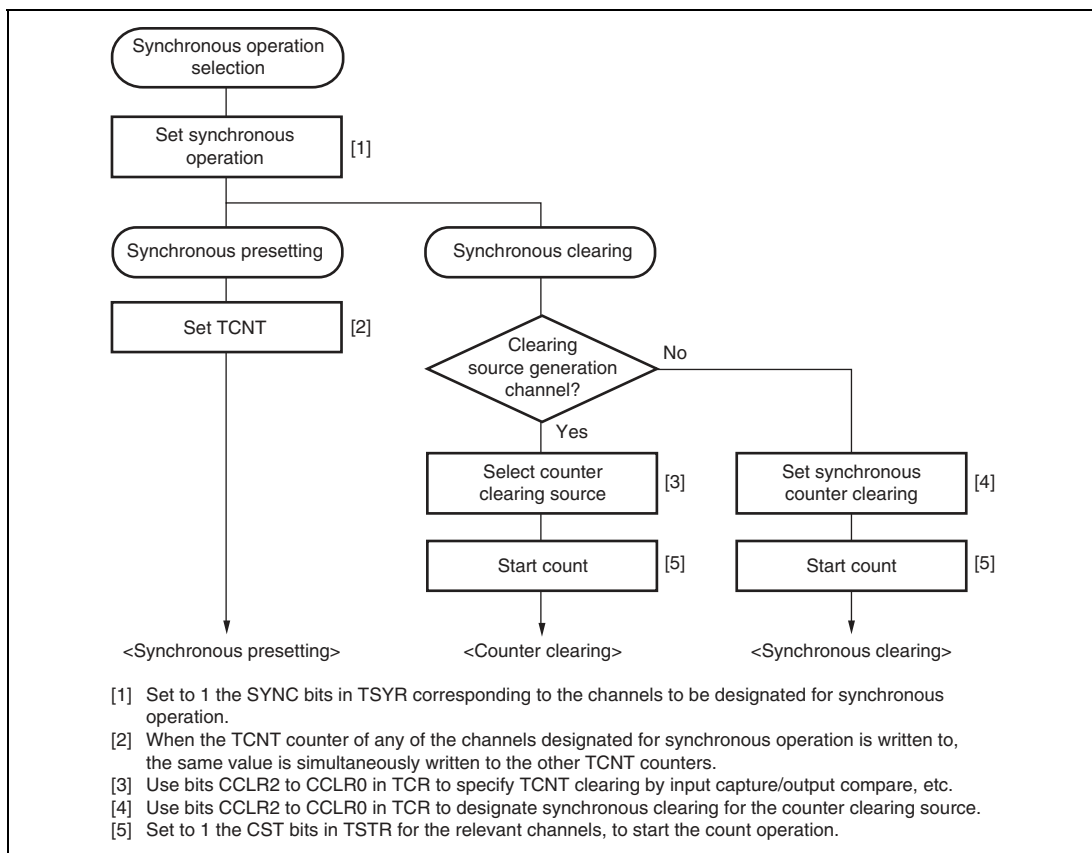 Synchronous operation
selection
Set synchronous
operation
[1]
Synchronous presetting
Synchronous clearing
Set TCNT
[2]
Clearing
source generation
channel?
No
Yes
Select counter
clearing source
[3]
Set synchronous
counter clearing
[4]
Start count
[5]
Start count
[5]
<Synchronous presetting>
<Counter clearing>
<Synchronous clearing>
[1] Set to 1 the SYNC bits in TSYR corresponding to the channels to be designated for synchronous
operation.
[2] When the TCNT counter of any of the channels designated for synchronous operation is written to,
the same value is simultaneously written to the other TCNT counters.
[3] Use bits CCLR2 to CCLR0 in TCR to specify TCNT clearing by input capture/output compare, etc.
[4] Use bits CCLR2 to CCLR0 in TCR to designate synchronous clearing for the counter clearing source.
[5] Set to 1 the CST bits in TSTR for the relevant channels, to start the count operation.